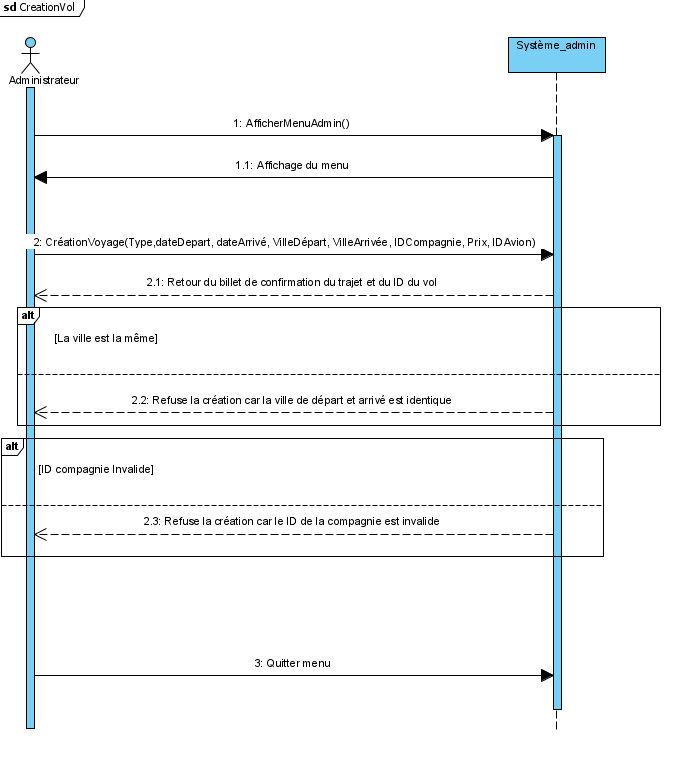 sd CreationVol
Système_admin
Administrateur
1: AfficherMenuAdmin()
1.1: Affichage du menu
2: CréationVoyage(Type,dateDepart, dateArrivé, VilleDépart, VilleArrivée, IDCompagnie, Prix, IDAvion)
2.1: Retour du billet de confirmation du trajet et du ID du vol
alt
[La ville est la même]
2.2: Refuse la création car la ville de départ et arrivé est identique
alt
[ID compagnie Invalide]
2.3: Refuse la création car le ID de la compagnie est invalide
3: Quitter menu